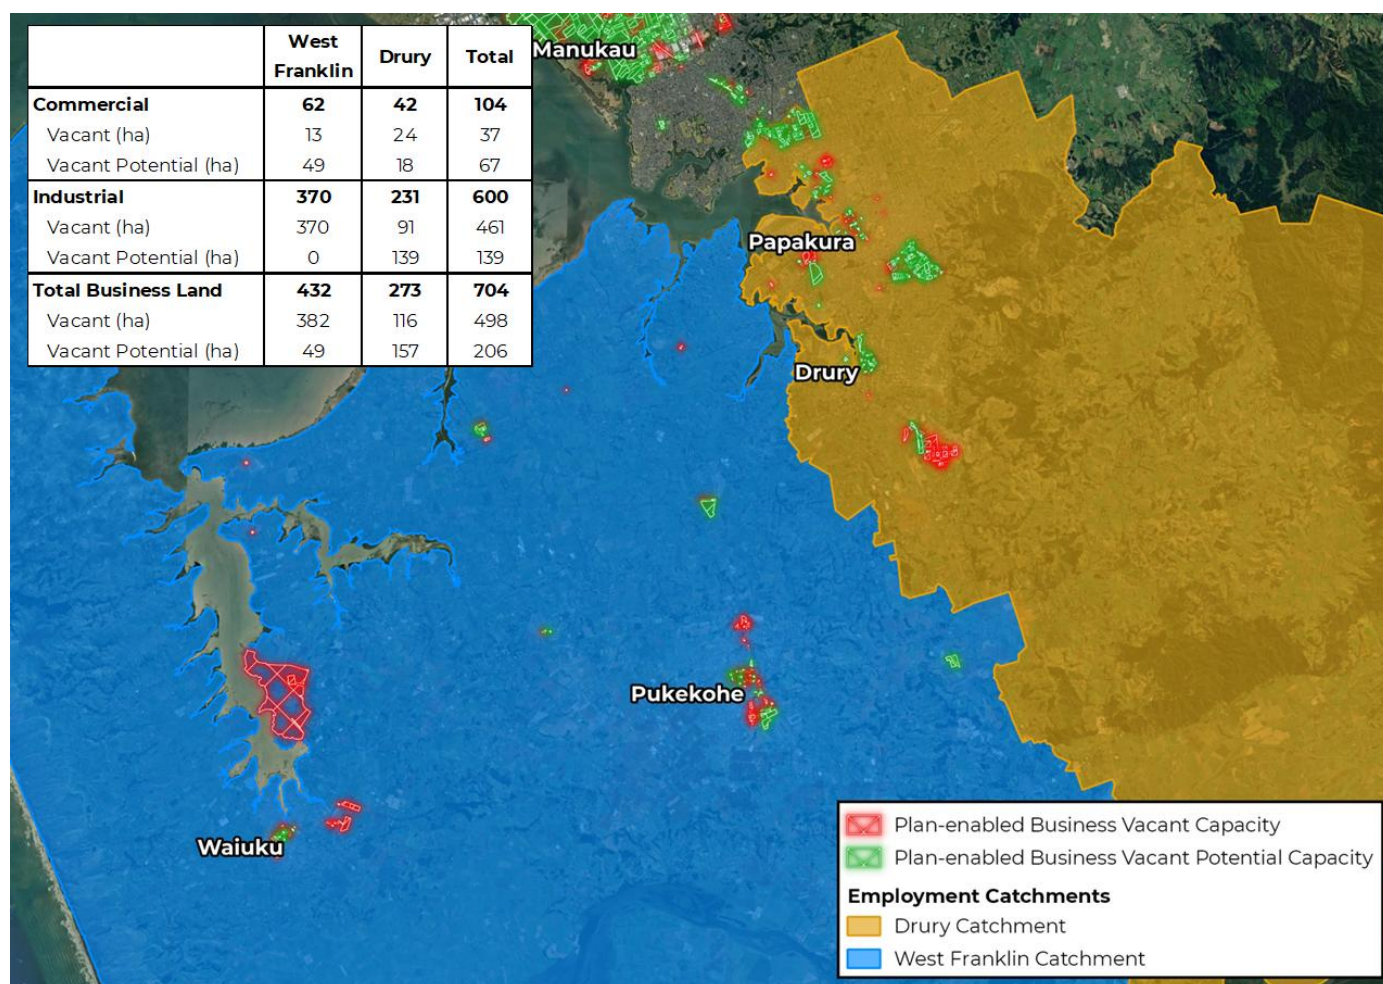 West Franklin Drury Total
Commercial 62 42 104
Vacant (ha) 13 24 37
Vacant Potential (ha) 49 18 67
Industrial 370 231 600
Vacant (ha) 370 91 461
Vacant Potential (ha) 0 139 139
Total Business Land 432 273 704
Vacant (ha) 382 116 498
Vacant Potential (ha) 49 157 206
Manukau
Papakura
Drury
Pukekohe
Waiuku
Plan-enabled Business Vacant Capacity
Plan-enabled Business Vacant Potential Capacity
Employment Catchments
Drury Catchment
West Franklin Catchment